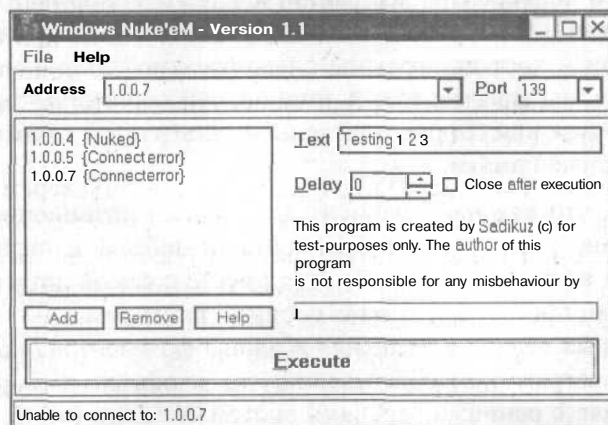 Windows Nuke'eM - Version 1.1
File Help
Address 1.0.0.7 Port 139
1.0.0.4 {Nuked}
1.0.0.5 {Connecterror}
1.0.0.7 {Connecterror}
Text Testing 1 2 3
Delay 0 Close after execution
This program is created by Sadikuz (c) for
test-purposes only. The author of this
program
is not responsible for any misbehaviour by
Add Remove Help
Execute
Unable to connect to: 1.0.0.7